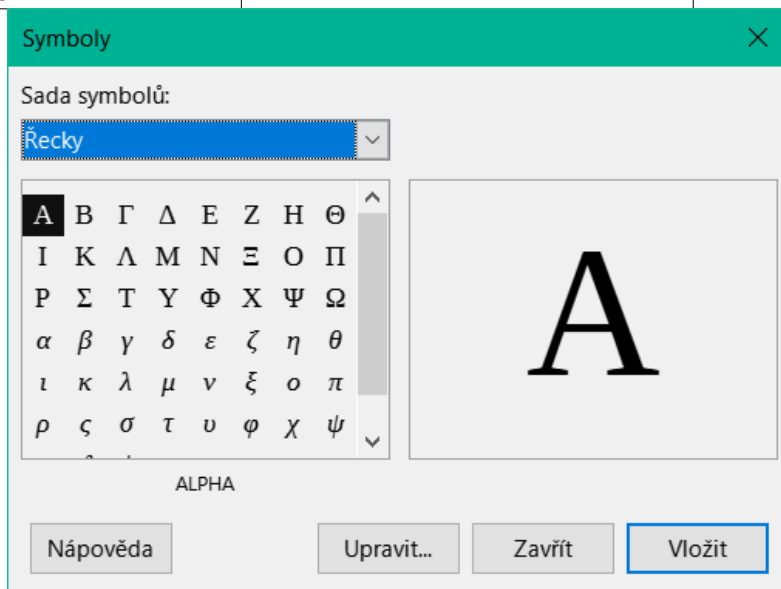 Symboly
Sada symbolů:
Řecky
Α Β Γ Δ Ε Ζ Η Θ
Ι Κ Λ Μ Ν Ξ Ο Π
Ρ Σ Τ Υ Φ Χ Ψ Ω
α β γ δ ε ζ η θ
ι κ λ μ ν ξ ο π
ρ ς σ τ υ φ χ ψ
Α
ALPHA
Nápověda
Upravit...
Zavřít
Vložit